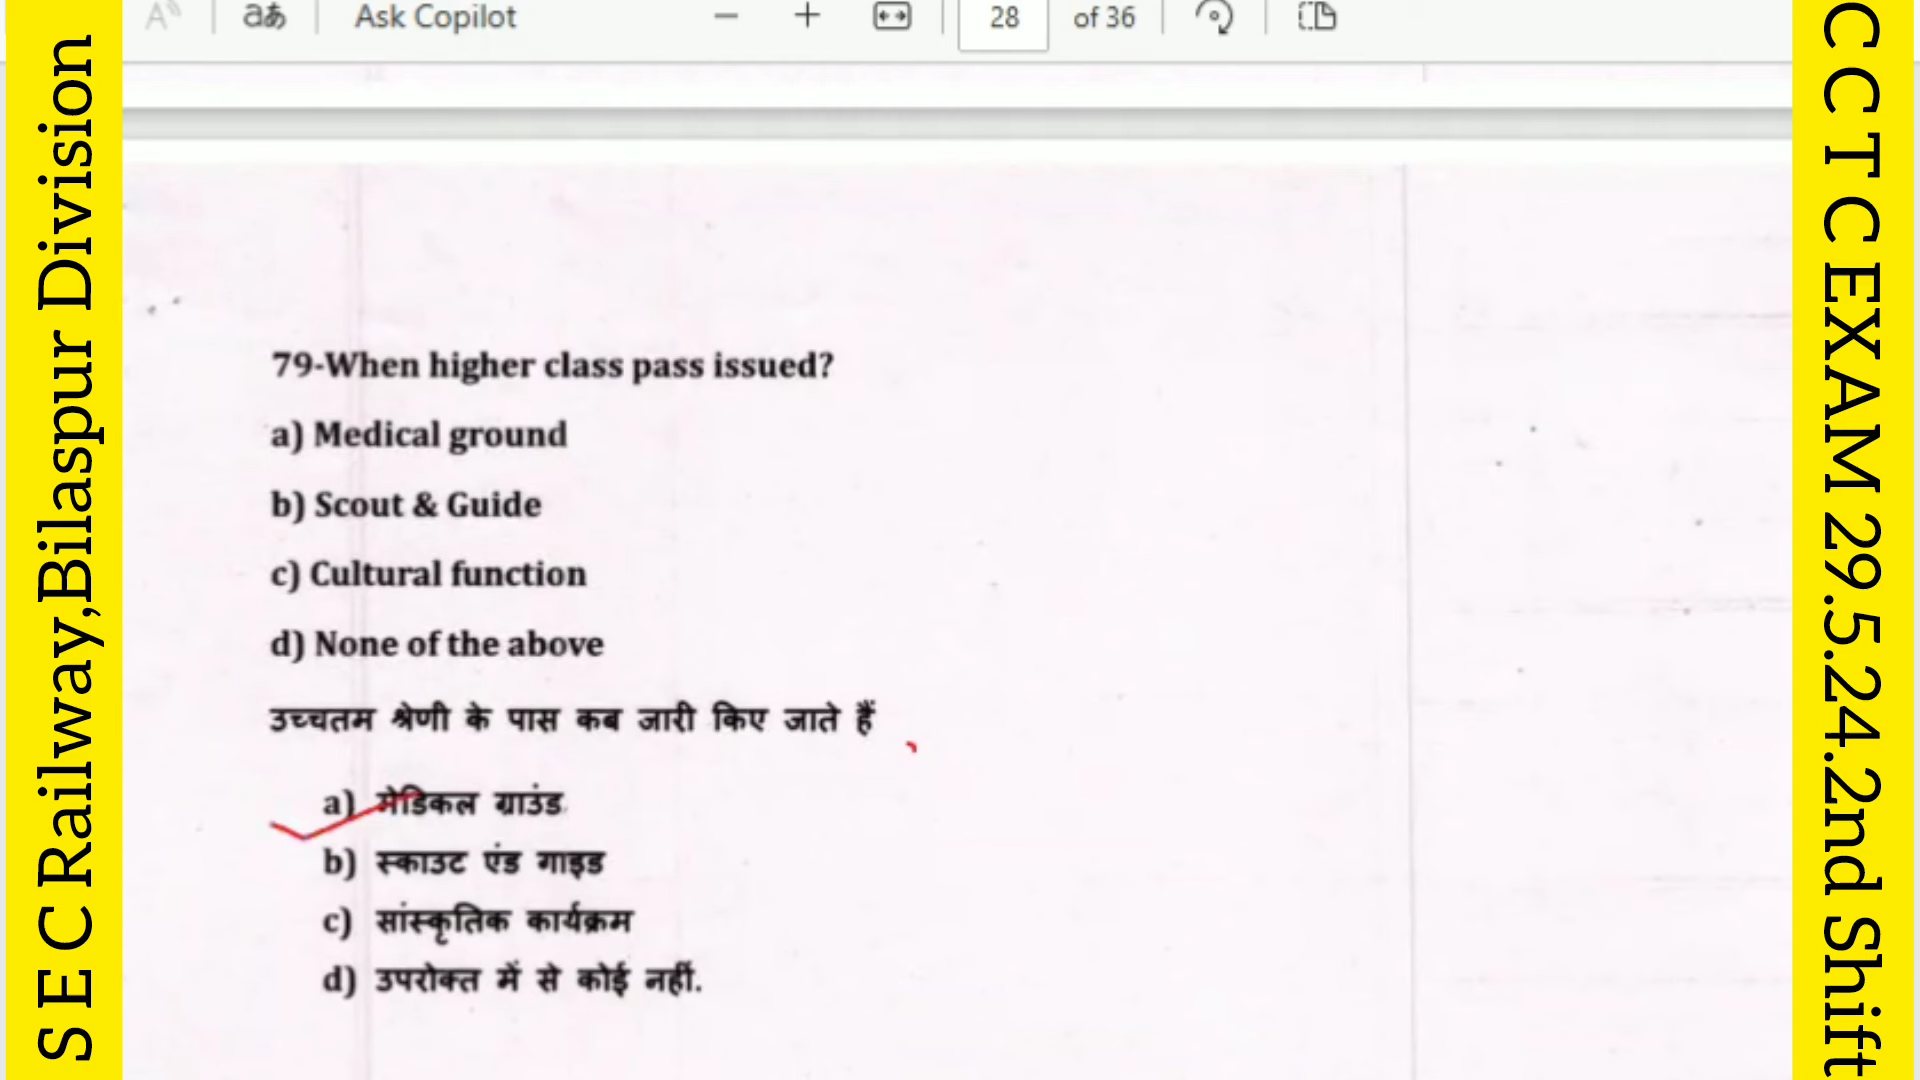 Ask Copilot
28 of 36
S E C Railway,Bilaspur Division
79-When higher class pass issued?
a) Medical ground
b) Scout & Guide
c) Cultural function
d) None of the above
उच्चतम श्रेणी के पास कब जारी किए जाते हैं
a) मेडिकल ग्राउंड
b) स्काउट एंड गाइड
c) सांस्कृतिक कार्यक्रम
d) उपरोक्त में से कोई नहीं.
C C T C EXAM 29.5.24.2nd Shift